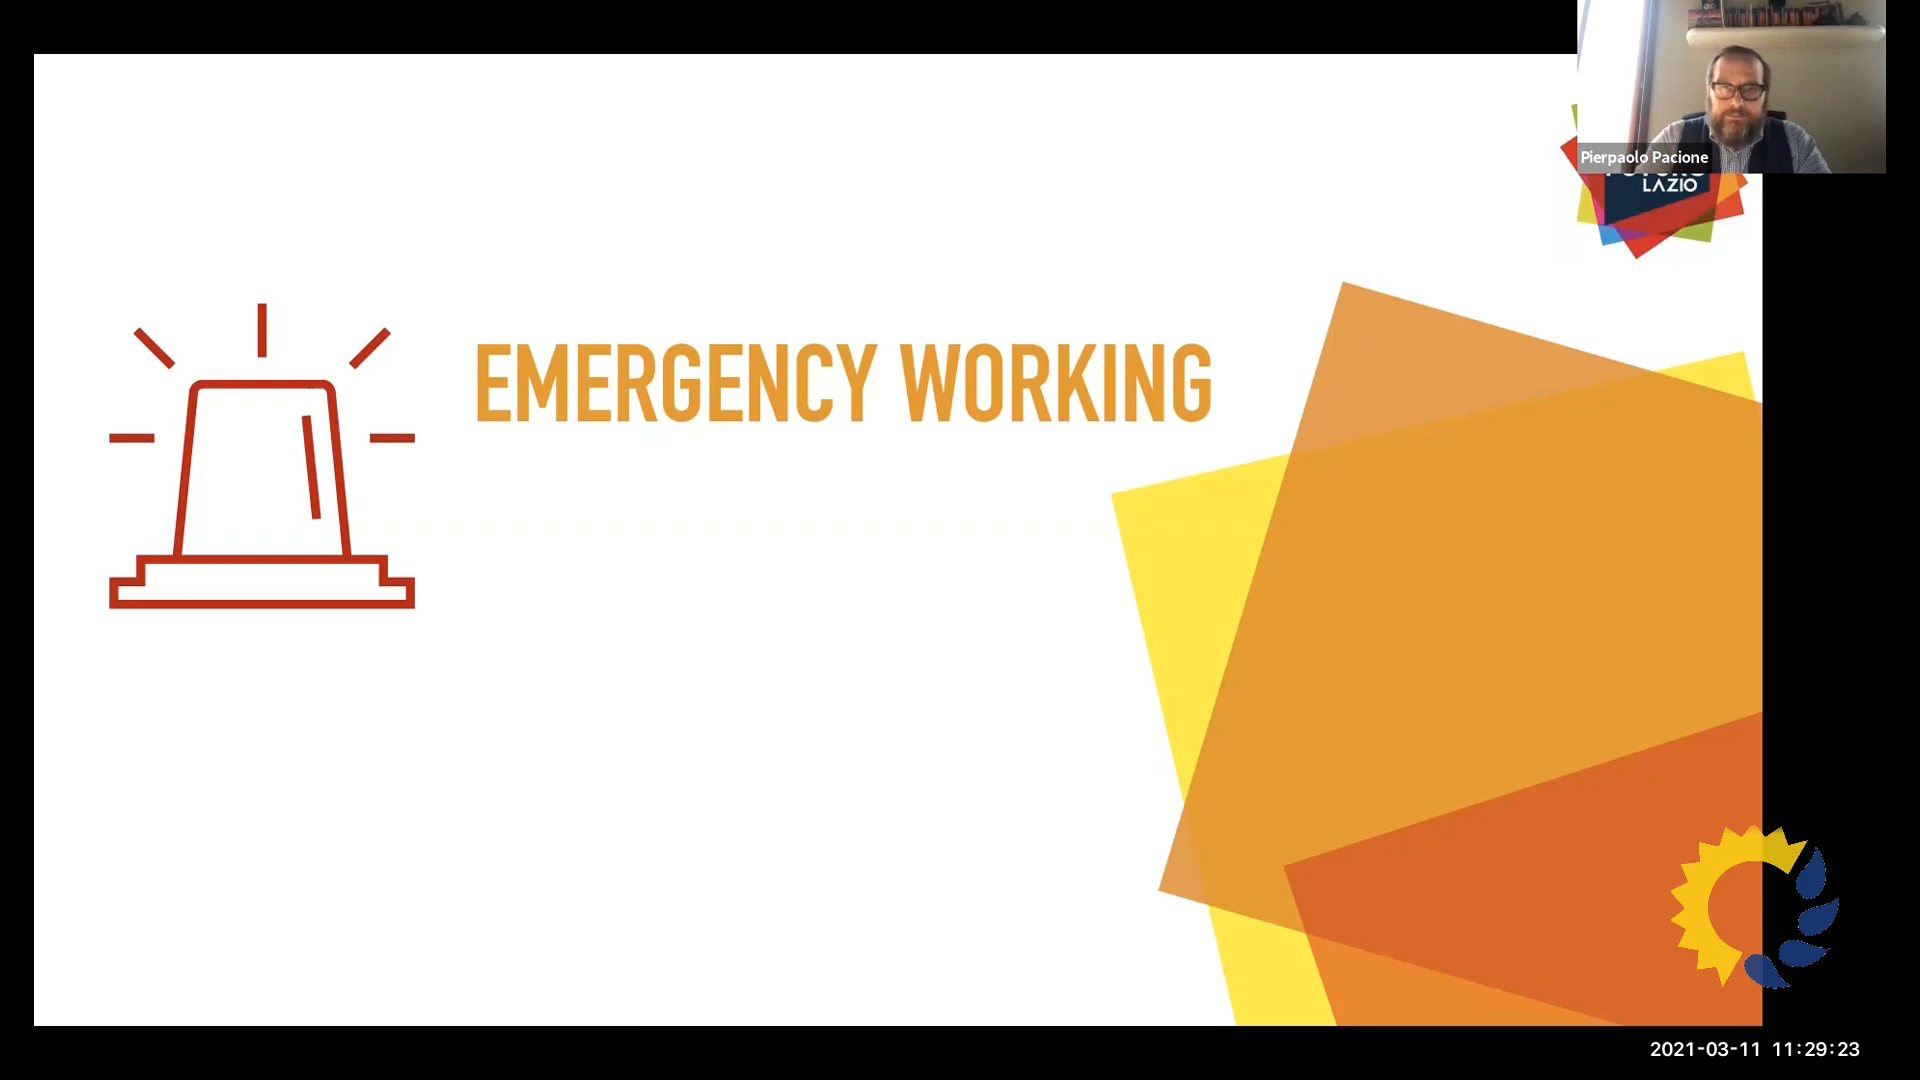 Pierpaolo Pacione
LAZIO
EMERGENCY WORKING
2021-03-11 11:29:23